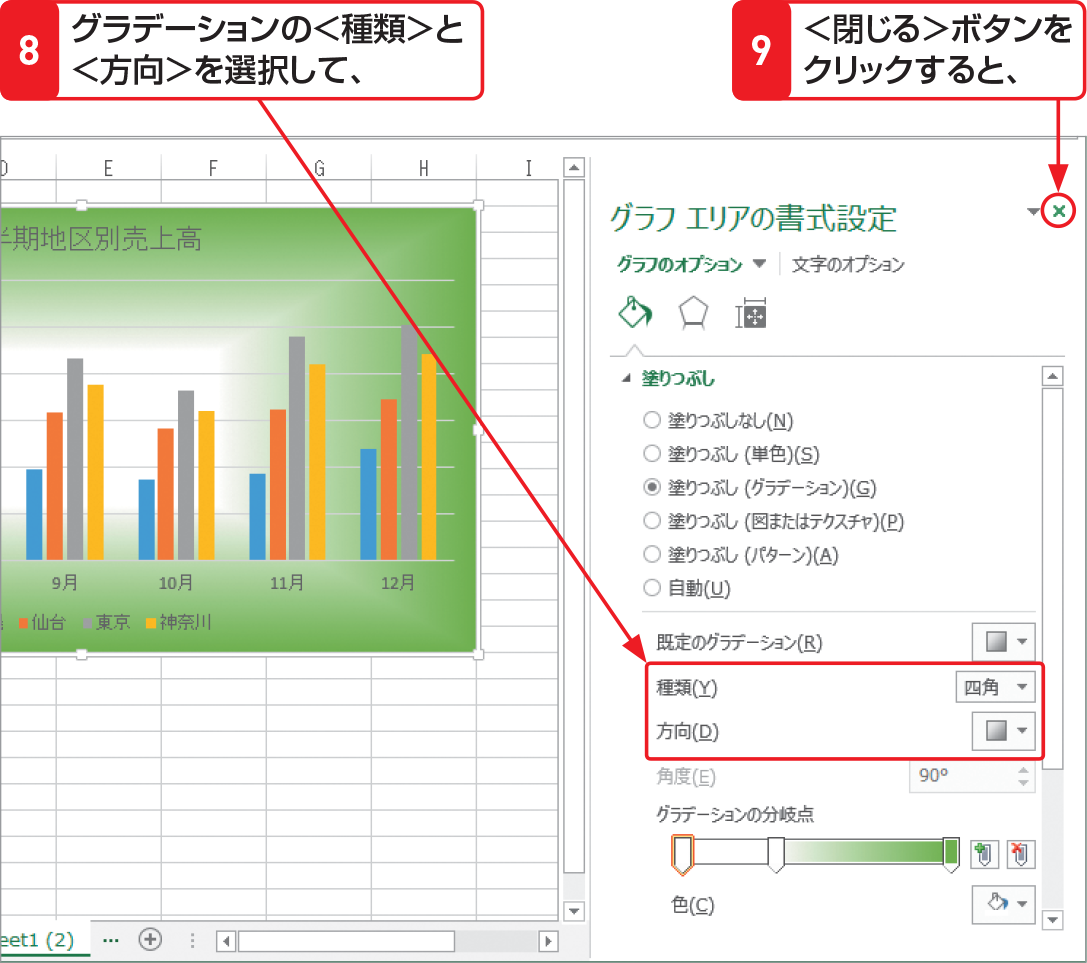 8
グラデーションの<種類>と
<方向>を選択して、
9
<閉じる>ボタンを
クリックすると、
E F G H I
半期地区別売上高
9月 10月 11月 12月
仙台 東京 神奈川
eet1 (2) ...
グラフ エリアの書式設定
グラフのオプション 文字のオプション
塗りつぶし
塗りつぶしなし(N)
塗りつぶし (単色)(S)
塗りつぶし (グラデーション)(G)
塗りつぶし (図またはテクスチャ)(P)
塗りつぶし (パターン)(A)
自動(U)
既定のグラデーション(R)
種類(Y) 四角
方向(D)
角度(E) 90°
グラデーションの分岐点
色(C)